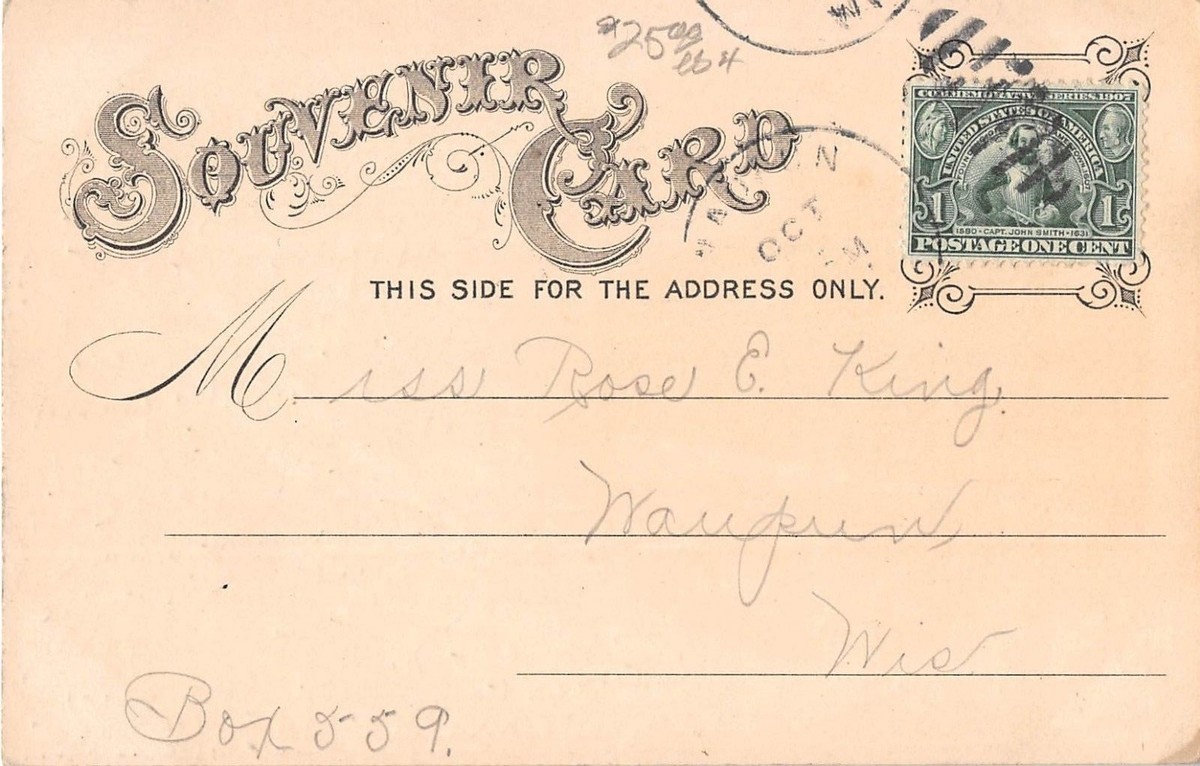 $25.00
WI
SOUVENIR CARD
OCT
M
COMMEMORATIVE SERIES 1907
UNITED STATES OF AMERICA
1 1
1580 · CAPT. JOHN SMITH · 1631
POSTAGE ONE CENT
THIS SIDE FOR THE ADDRESS ONLY.
Miss Rose E. King
Waupun,
Wis
Box 559.